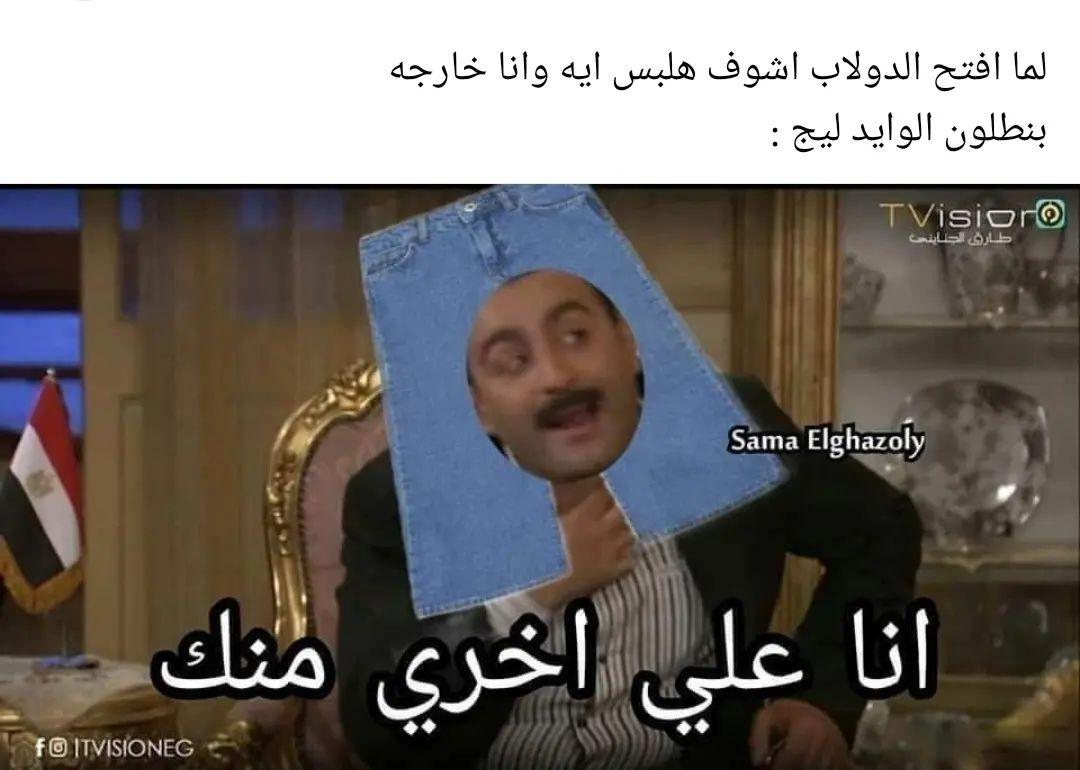 لما افتح الدولاب اشوف هلبس ايه وانا خارجه
بنطلون الوايد ليج :
TVision
طارق الجنايني
Sama Elghazoly
انا علي اخري منك
f ITVISIONEG